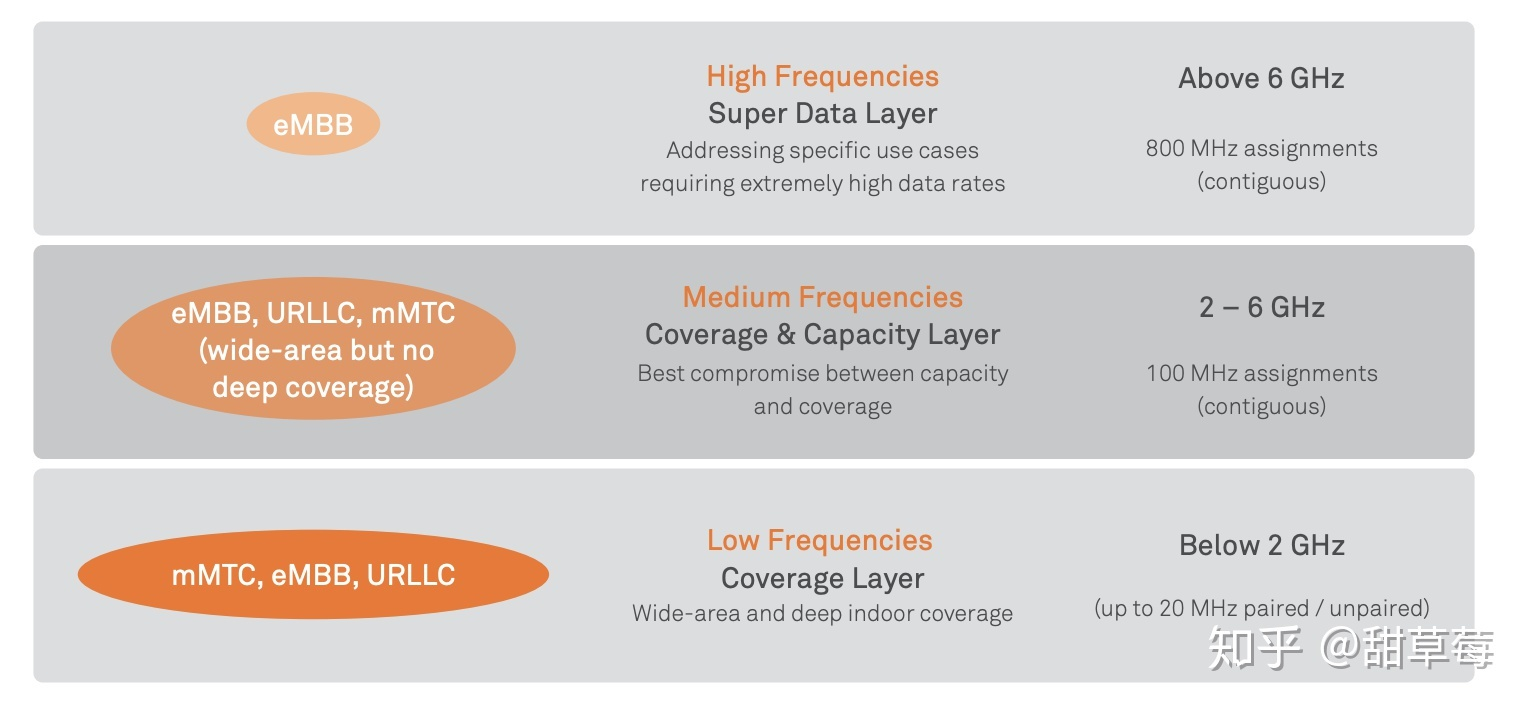 eMBB
High Frequencies
Super Data Layer
Addressing specific use cases
requiring extremely high data rates
Above 6 GHz
800 MHz assignments
(contiguous)
eMBB, URLLC, mMTC
(wide-area but no
deep coverage)
Medium Frequencies
Coverage & Capacity Layer
Best compromise between capacity
and coverage
2 – 6 GHz
100 MHz assignments
(contiguous)
mMTC, eMBB, URLLC
Low Frequencies
Coverage Layer
Wide-area and deep indoor coverage
Below 2 GHz
(up to 20 MHz paired / unpaired)
知乎 @甜草莓